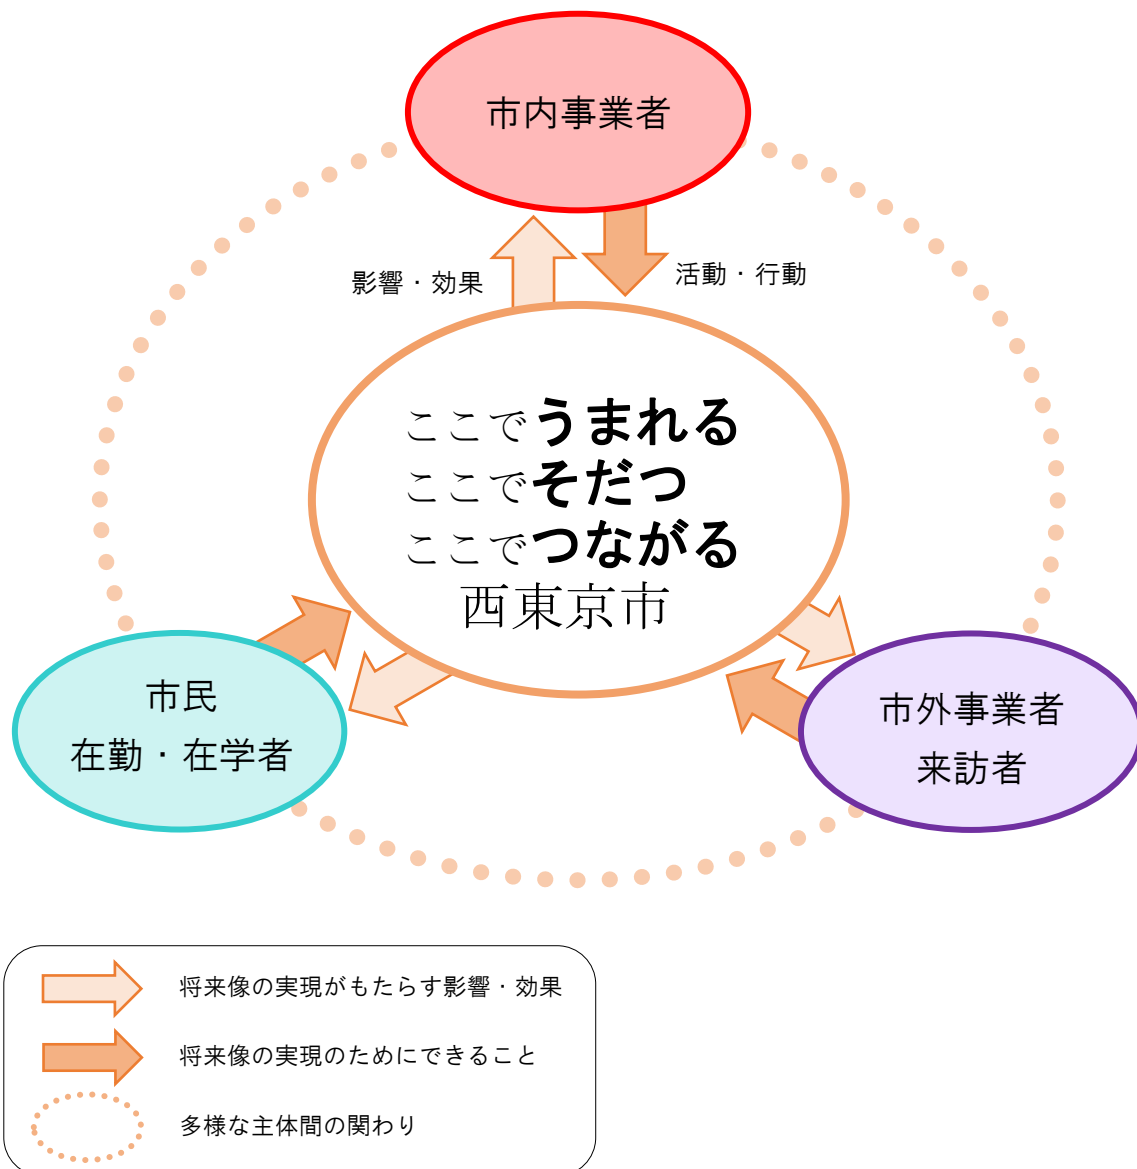 市内事業者
影響・効果
活動・行動
ここでうまれる
ここでそだつ
ここでつながる
西東京市
市民
在勤・在学者
市外事業者
来訪者
将来像の実現がもたらす影響・効果
将来像の実現のためにできること
多様な主体間の関わり